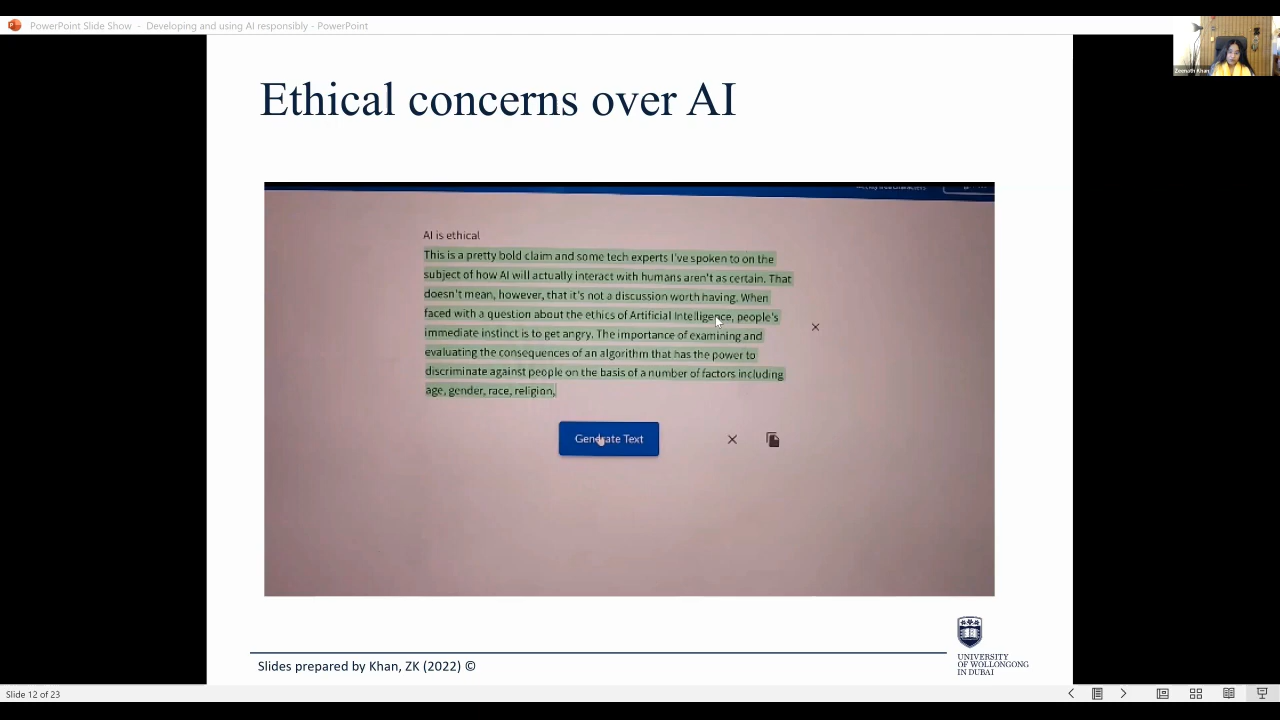 PowerPoint Slide Show - Developing and using AI responsibly - PowerPoint
Zeenath Khan
Ethical concerns over AI
AI is ethical
This is a pretty bold claim and some tech experts I've spoken to on the
subject of how AI will actually interact with humans aren't as certain. That
doesn't mean, however, that it's not a discussion worth having. When
faced with a question about the ethics of Artificial Intelligence, people's
immediate instinct is to get angry. The importance of examining and
evaluating the consequences of an algorithm that has the power to
discriminate against people on the basis of a number of factors including
age, gender, race, religion,
Generate Text
Slides prepared by Khan, ZK (2022) ©
UNIVERSITY
OF WOLLONGONG
IN DUBAI
Slide 12 of 23